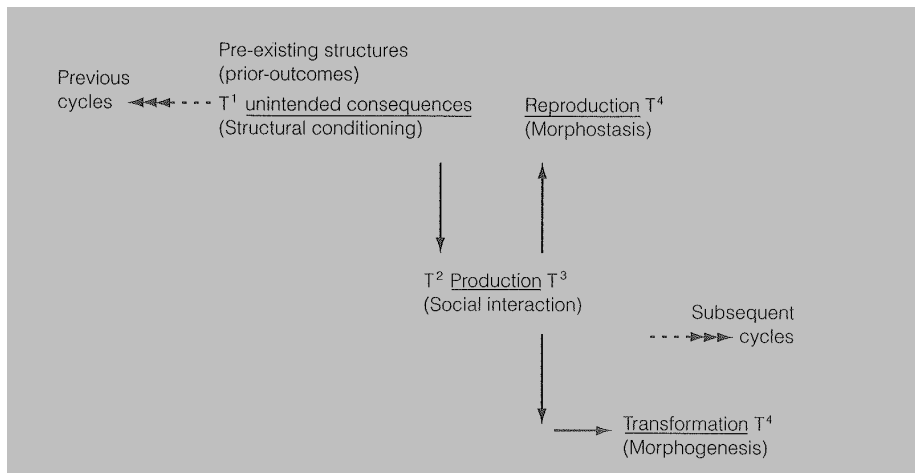 Pre-existing structures
(prior-outcomes)
Previous
cycles
T¹ unintended consequences
(Structural conditioning)
Reproduction T⁴
(Morphostasis)
T² Production T³
(Social interaction)
Subsequent
cycles
Transformation T⁴
(Morphogenesis)